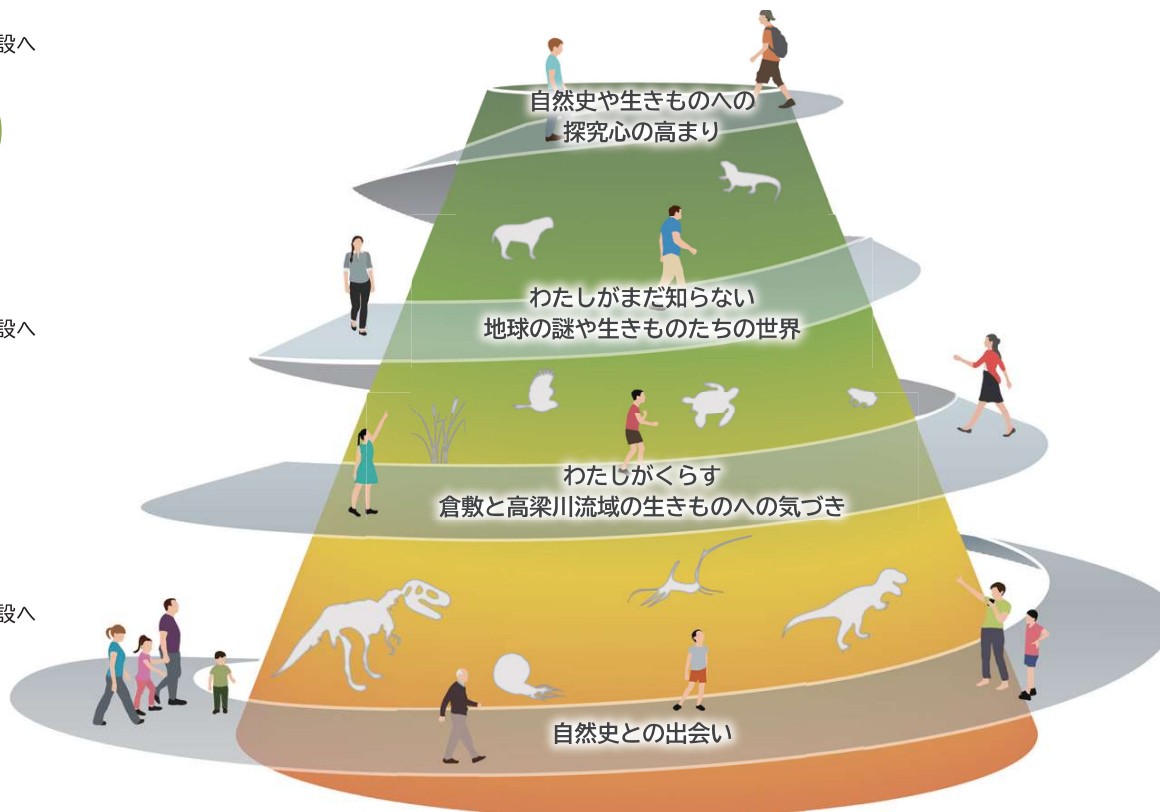 設へ
自然史や生きものへの
探究心の高まり
設へ
わたしがまだ知らない
地球の謎や生きものたちの世界
わたしがくらす
倉敷と高梁川流域の生きものへの気づき
設へ
自然史との出会い